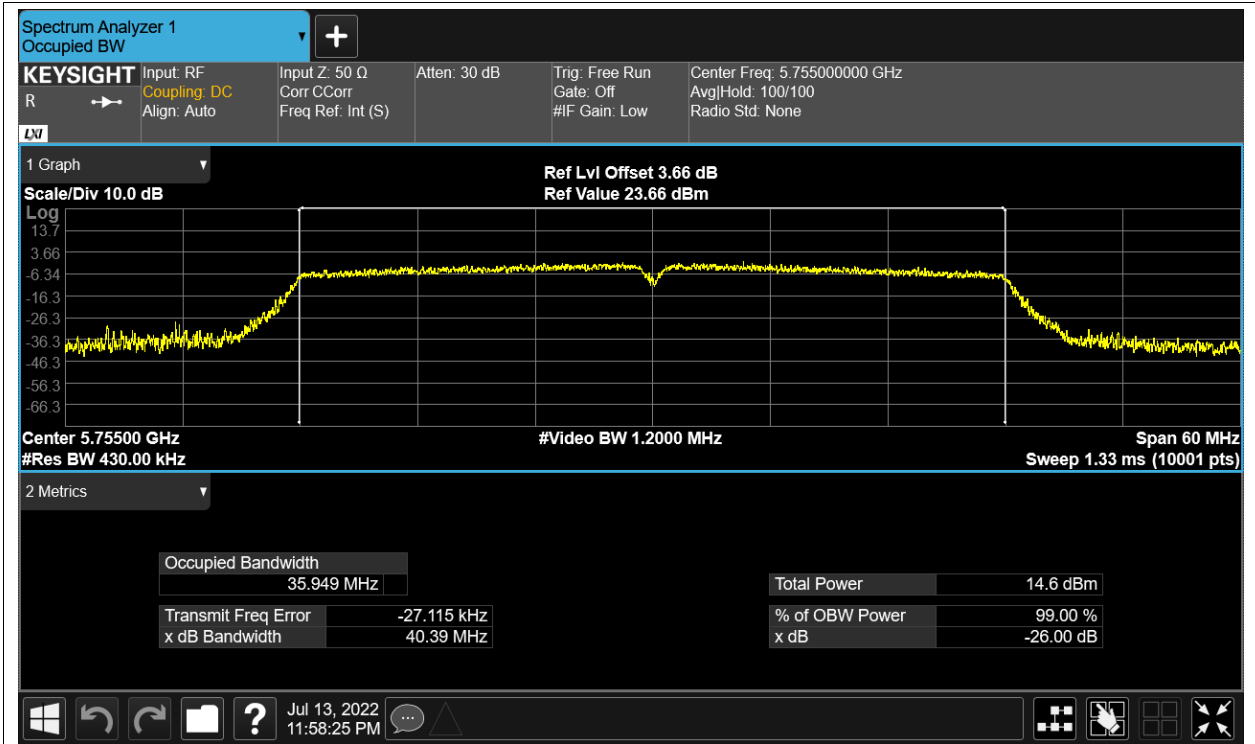 Spectrum Analyzer 1
Occupied BW
KEYSIGHT
R
LXI
Input: RF
Coupling: DC
Align: Auto
Input Z: 50 Ω
Corr CCorr
Freq Ref: Int (S)
Atten: 30 dB
Trig: Free Run
Gate: Off
#IF Gain: Low
Center Freq: 5.755000000 GHz
Avg|Hold: 100/100
Radio Std: None
1 Graph
Scale/Div 10.0 dB
Ref Lvl Offset 3.66 dB
Ref Value 23.66 dBm
Log
13.7
3.66
-6.34
-16.3
-26.3
-36.3
-46.3
-56.3
-66.3
Center 5.75500 GHz
#Video BW 1.2000 MHz
Span 60 MHz
#Res BW 430.00 kHz
Sweep 1.33 ms (10001 pts)
2 Metrics
Occupied Bandwidth
35.949 MHz
Total Power 14.6 dBm
Transmit Freq Error -27.115 kHz
% of OBW Power 99.00 %
x dB Bandwidth 40.39 MHz
x dB -26.00 dB
?
Jul 13, 2022
11:58:25 PM